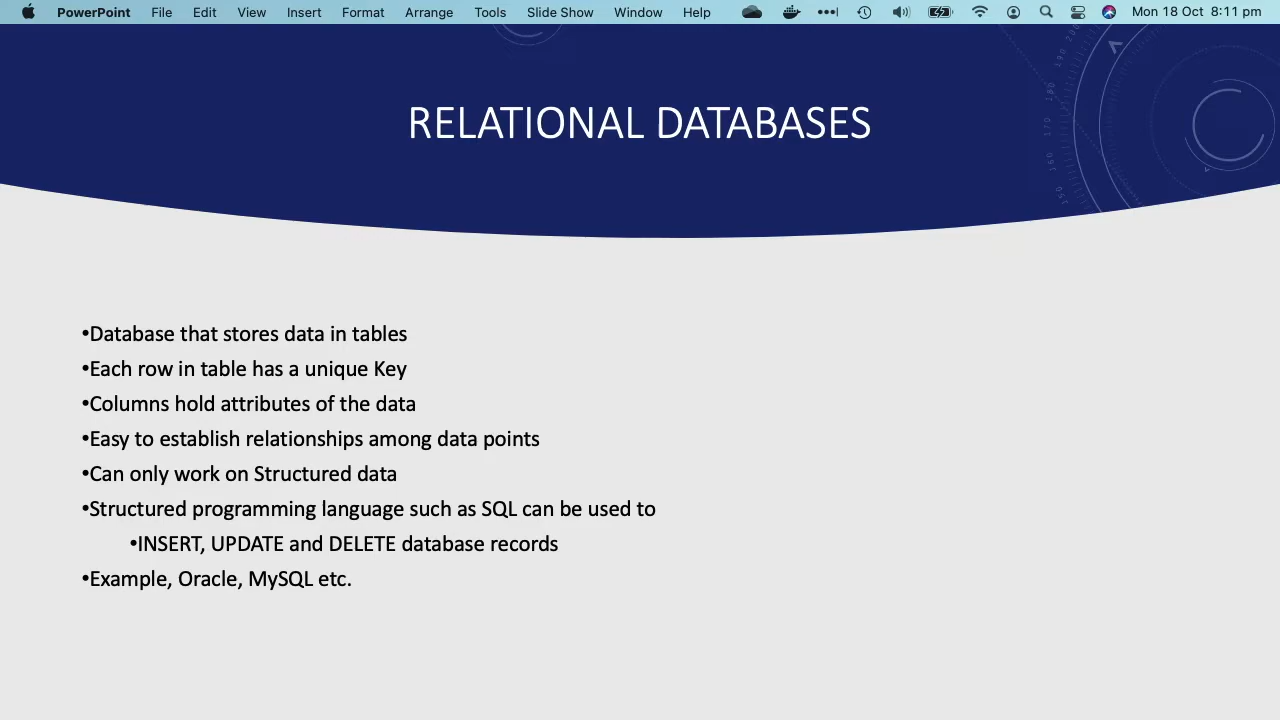 PowerPoint File Edit View Insert Format Arrange Tools Slide Show Window Help Mon 18 Oct 8:11 pm
RELATIONAL DATABASES
•Database that stores data in tables
•Each row in table has a unique Key
•Columns hold attributes of the data
•Easy to establish relationships among data points
•Can only work on Structured data
•Structured programming language such as SQL can be used to
•INSERT, UPDATE and DELETE database records
•Example, Oracle, MySQL etc.